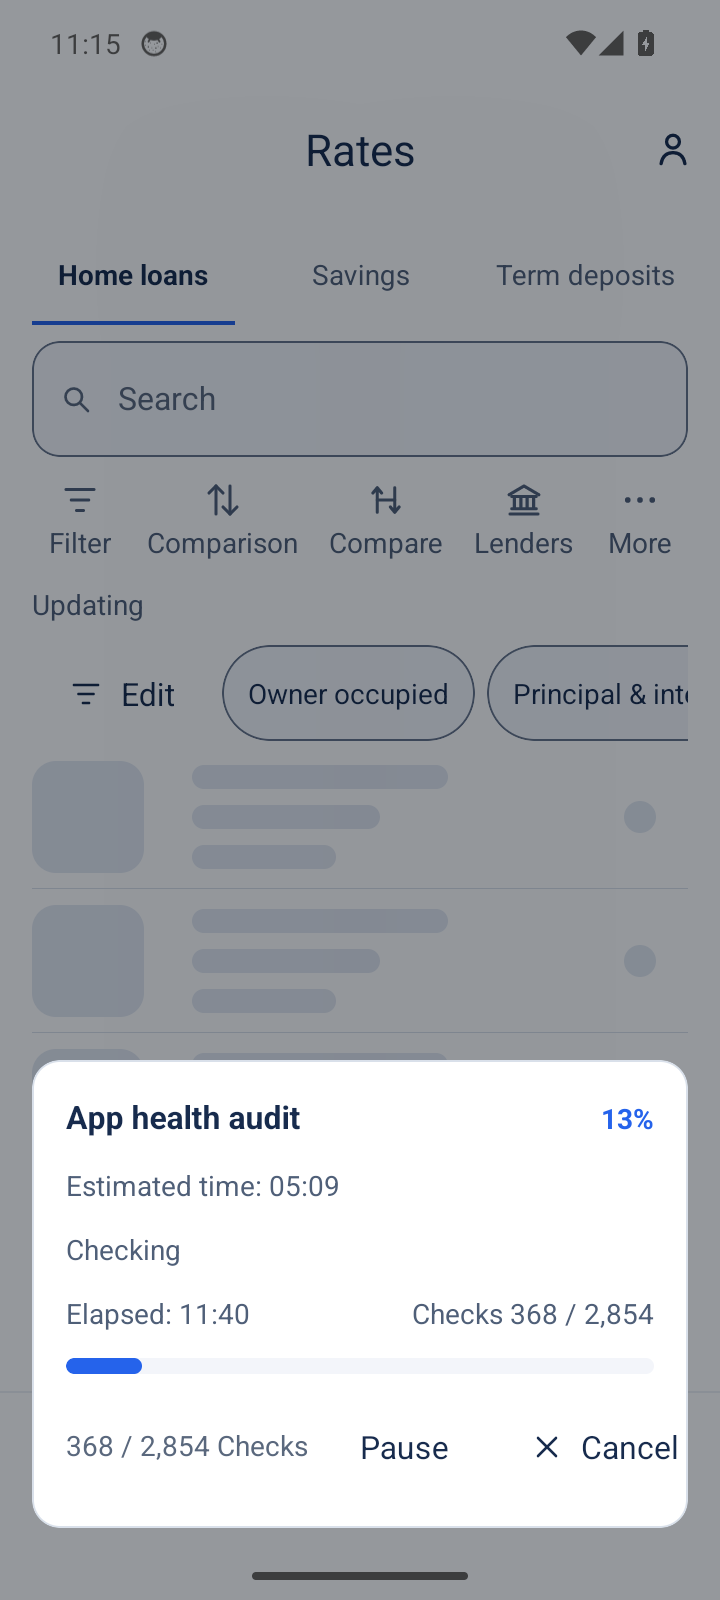 11:15
Rates
Home loans
Savings
Term deposits
Search
Filter
Comparison
Compare
Lenders
More
Updating
Edit
Owner occupied
Principal & inte
App health audit
13%
Estimated time: 05:09
Checking
Elapsed: 11:40
Checks 368 / 2,854
368 / 2,854 Checks
Pause
Cancel